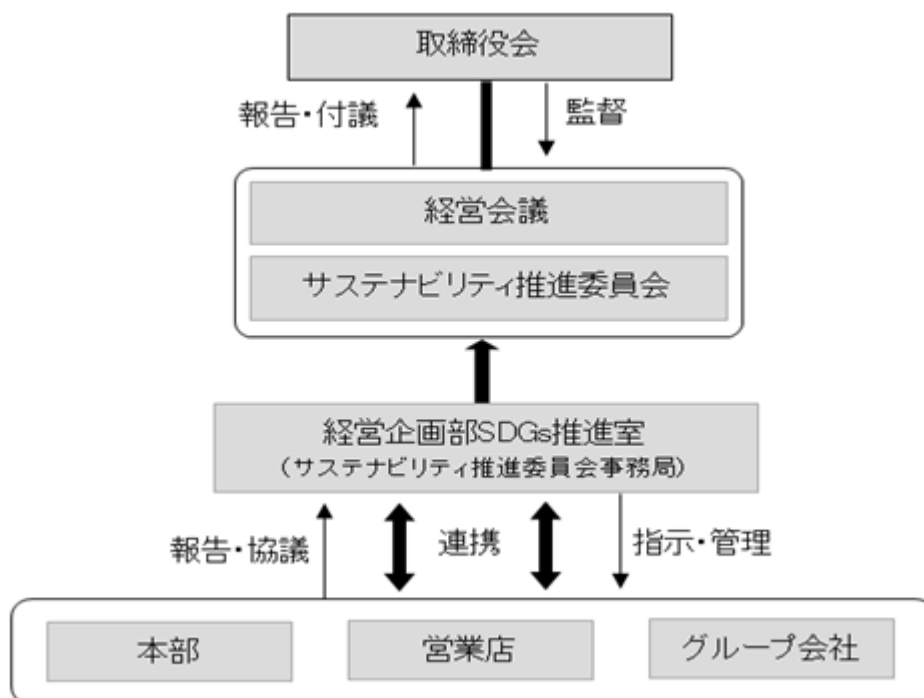 取締役会
報告・付議
監督
経営会議
サステナビリティ推進委員会
経営企画部SDGs推進室
（サステナビリティ推進委員会事務局）
報告・協議
連携
指示・管理
本部
営業店
グループ会社